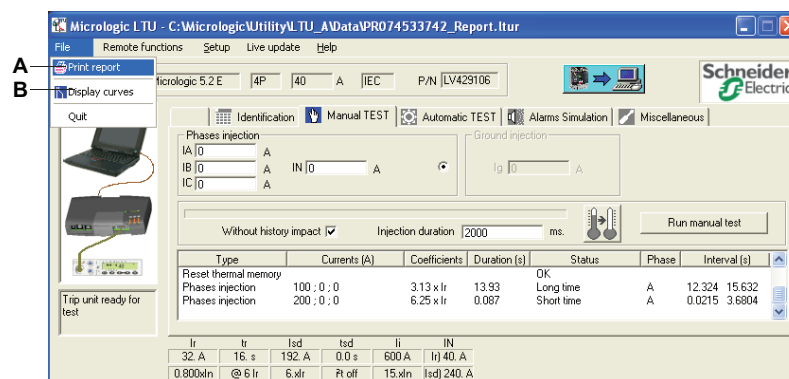 Micrologic LTU - C:\Micrologic\Utility\LTU_A\Data\PR074533742_Report.ltur
File Remote functions Setup Live update Help
A Print report
B Display curves
Quit
icrologic 5.2 E 4P 40 A IEC P/N LV429106
Schneider
Electric
Identification Manual TEST Automatic TEST Alarms Simulation Miscellaneous
Phases injection Ground injection
IA 0 A
IB 0 A IN 0 A Ig 0 A
IC 0 A
Without history impact Injection duration 2000 ms. Run manual test
Type Currents (A) Coefficients Duration (s) Status Phase Interval (s)
Reset thermal memory OK
Phases injection 100 ; 0 ; 0 3.13 x Ir 13.93 Long time A 12.324 15.632
Phases injection 200 ; 0 ; 0 6.25 x Ir 0.087 Short time A 0.0215 3.6804
Trip unit ready for
test
Ir tr Isd tsd Ii IN
32. A 16. s 192. A 0.0 s 600 A Ir) 40. A
0.800xIn @ 6 Ir 6.xIr I²t off 15.xIn Isd) 240. A